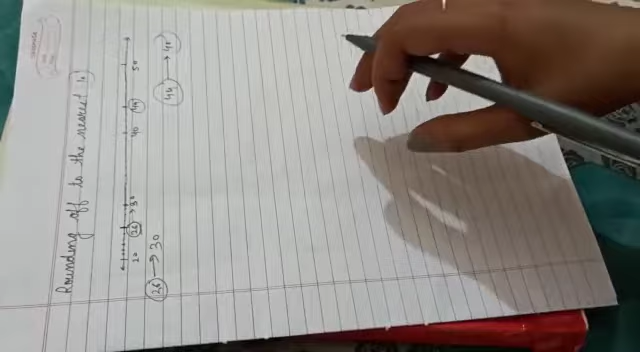 Rounding off to the nearest 10
20 26 → 30 40 44 50
26 → 30
44 → 40